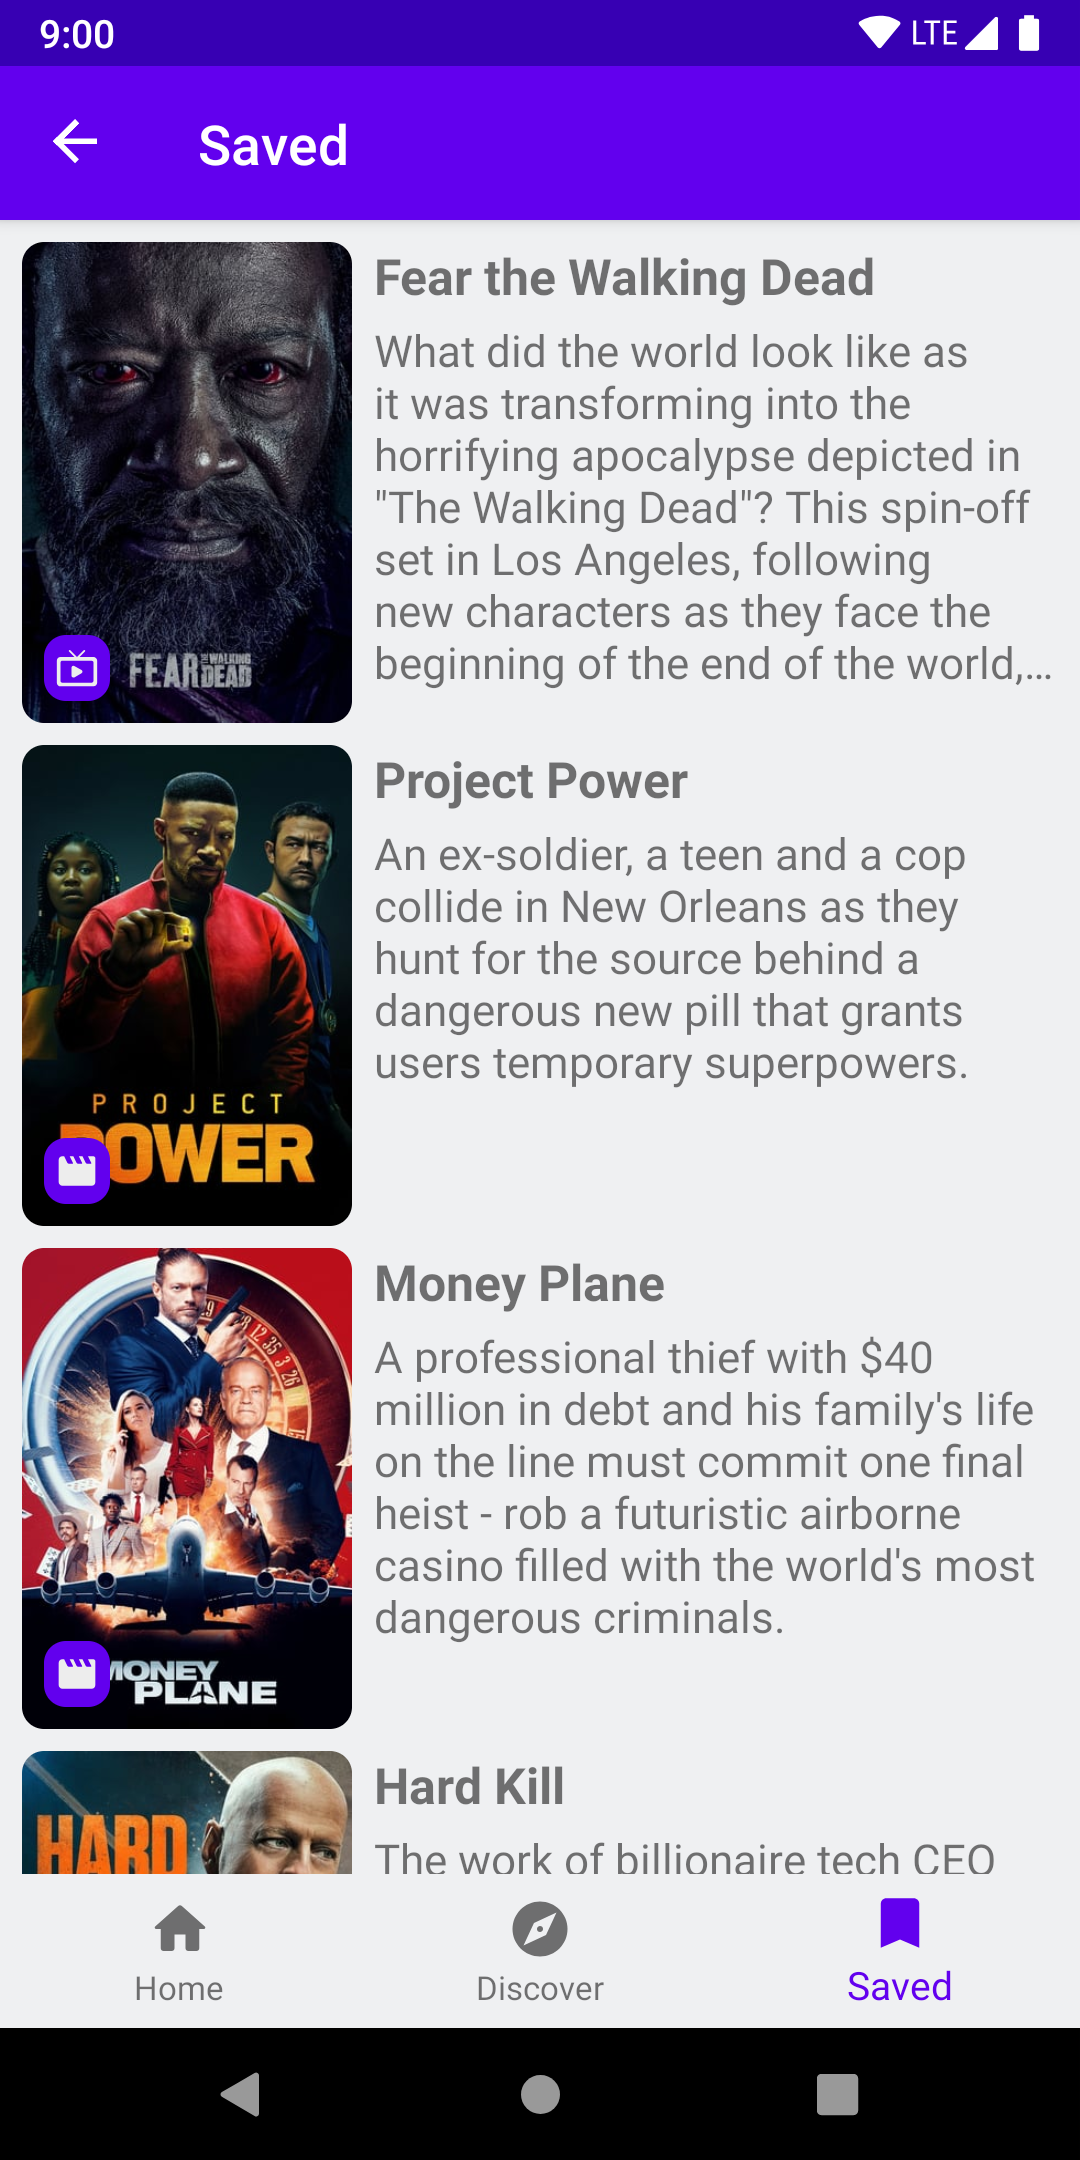 9:00
LTE
Saved
Fear the Walking Dead
What did the world look like as
it was transforming into the
horrifying apocalypse depicted in
"The Walking Dead"? This spin-off
set in Los Angeles, following
new characters as they face the
beginning of the end of the world,...
FEAR THE WALKING
DEAD
Project Power
An ex-soldier, a teen and a cop
collide in New Orleans as they
hunt for the source behind a
dangerous new pill that grants
users temporary superpowers.
PROJECT
POWER
Money Plane
A professional thief with $40
million in debt and his family's life
on the line must commit one final
heist - rob a futuristic airborne
casino filled with the world's most
dangerous criminals.
MONEY
PLANE
Hard Kill
The work of billionaire tech CEO
HARD
Home
Discover
Saved